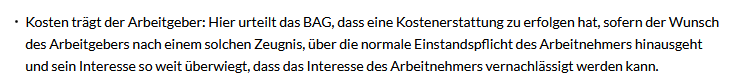 • Kosten trägt der Arbeitgeber: Hier urteilt das BAG, dass eine Kostenerstattung zu erfolgen hat, sofern der Wunsch
des Arbeitgebers nach einem solchen Zeugnis, über die normale Einstandspflicht des Arbeitnehmers hinausgeht
und sein Interesse so weit überwiegt, dass das Interesse des Arbeitnehmers vernachlässigt werden kann.